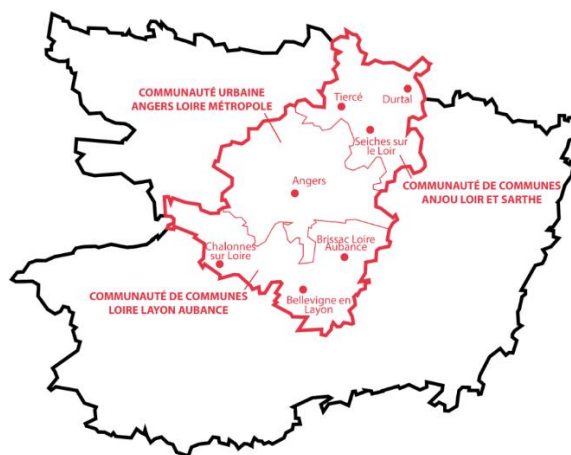 COMMUNAUTÉ URBAINE
ANGERS LOIRE MÉTROPOLE
Tiercé
Durtal
Seiches sur
le Loir
COMMUNAUTÉ DE COMMUNES
ANJOU LOIR ET SARTHE
Angers
Chalonnes
sur Loire
Brissac Loire
Aubance
COMMUNAUTÉ DE COMMUNES
LOIRE LAYON AUBANCE
Bellevigne en
Layon